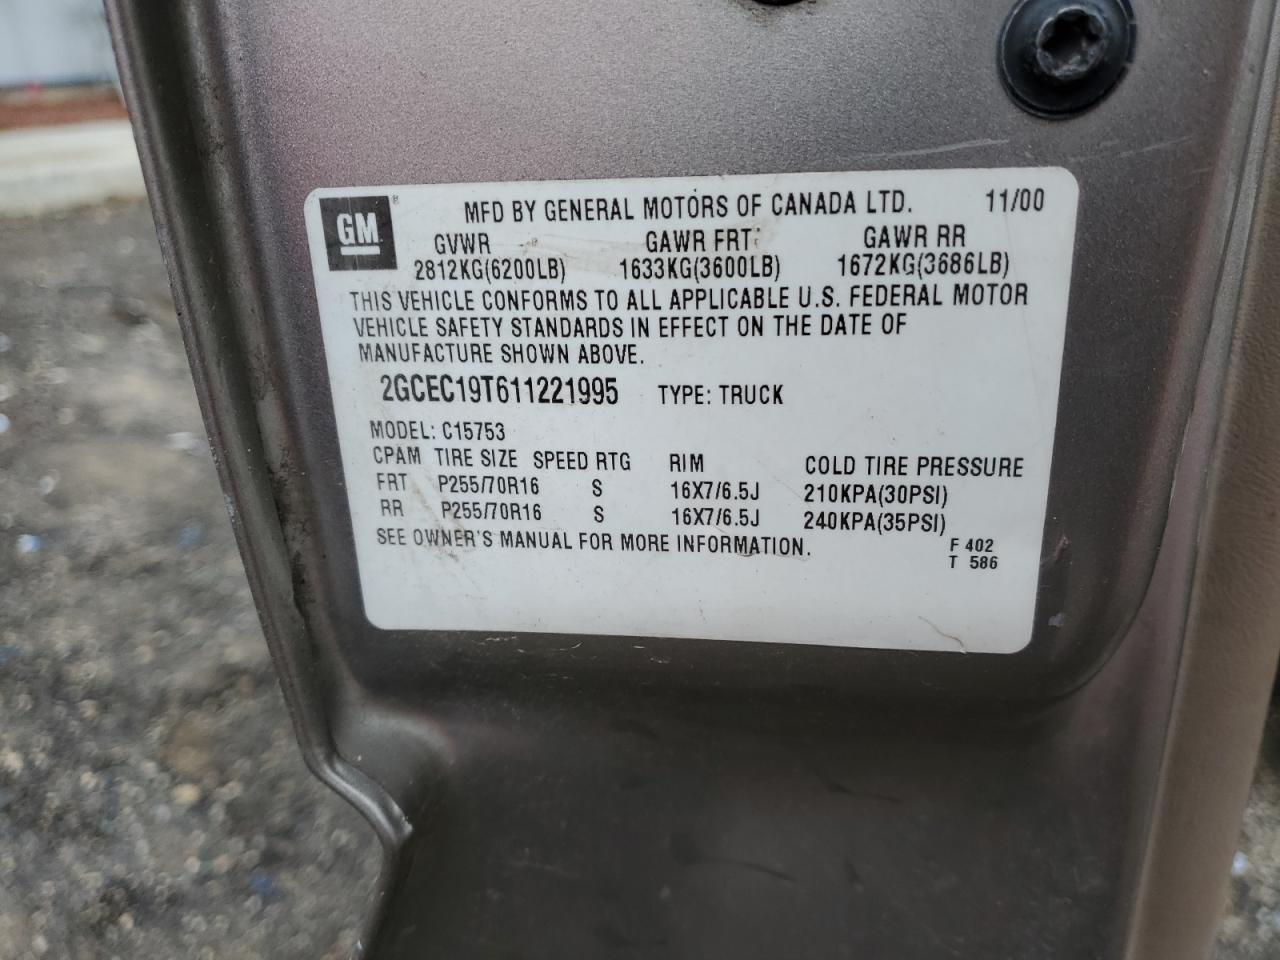 GM ® MFD BY GENERAL MOTORS OF CANADA LTD. 11/00
GVWR GAWR FRT GAWR RR
2812KG(6200LB) 1633KG(3600LB) 1672KG(3686LB)
THIS VEHICLE CONFORMS TO ALL APPLICABLE U.S. FEDERAL MOTOR
VEHICLE SAFETY STANDARDS IN EFFECT ON THE DATE OF
MANUFACTURE SHOWN ABOVE.
2GCEC19T611221995 TYPE: TRUCK
MODEL: C15753
CPAM TIRE SIZE SPEED RTG RIM COLD TIRE PRESSURE
FRT P255/70R16 S 16X7/6.5J 210KPA(30PSI)
RR P255/70R16 S 16X7/6.5J 240KPA(35PSI)
SEE OWNER'S MANUAL FOR MORE INFORMATION. F 402
T 586